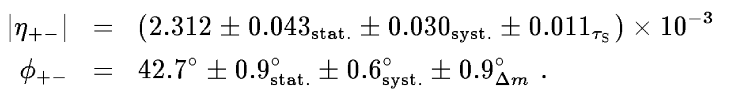 |η₊₋| = (2.312 ± 0.043stat. ± 0.030syst. ± 0.011τS) × 10⁻³
ϕ₊₋ = 42.7° ± 0.9°stat. ± 0.6°syst. ± 0.9°Δm .